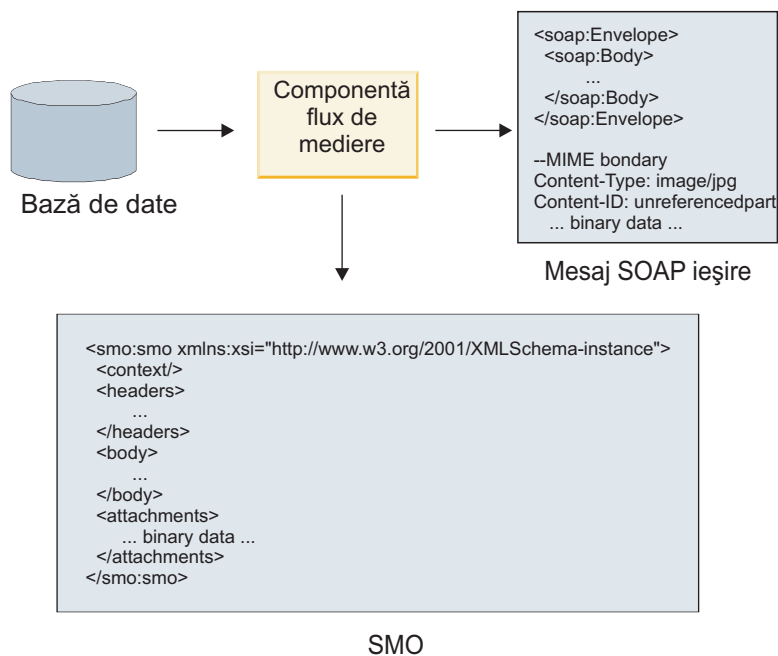 <soap:Envelope>
<soap:Body>
...
</soap:Body>
</soap:Envelope>
--MIME bondary
Content-Type: image/jpg
Content-ID: unreferencedpart
... binary data ...
Componentă
flux de
mediere
Bază de date
Mesaj SOAP ieşire
<smo:smo xmlns:xsi="http://www.w3.org/2001/XMLSchema-instance">
<context/>
<headers>
...
</headers>
<body>
...
</body>
<attachments>
... binary data ...
</attachments>
</smo:smo>
SMO